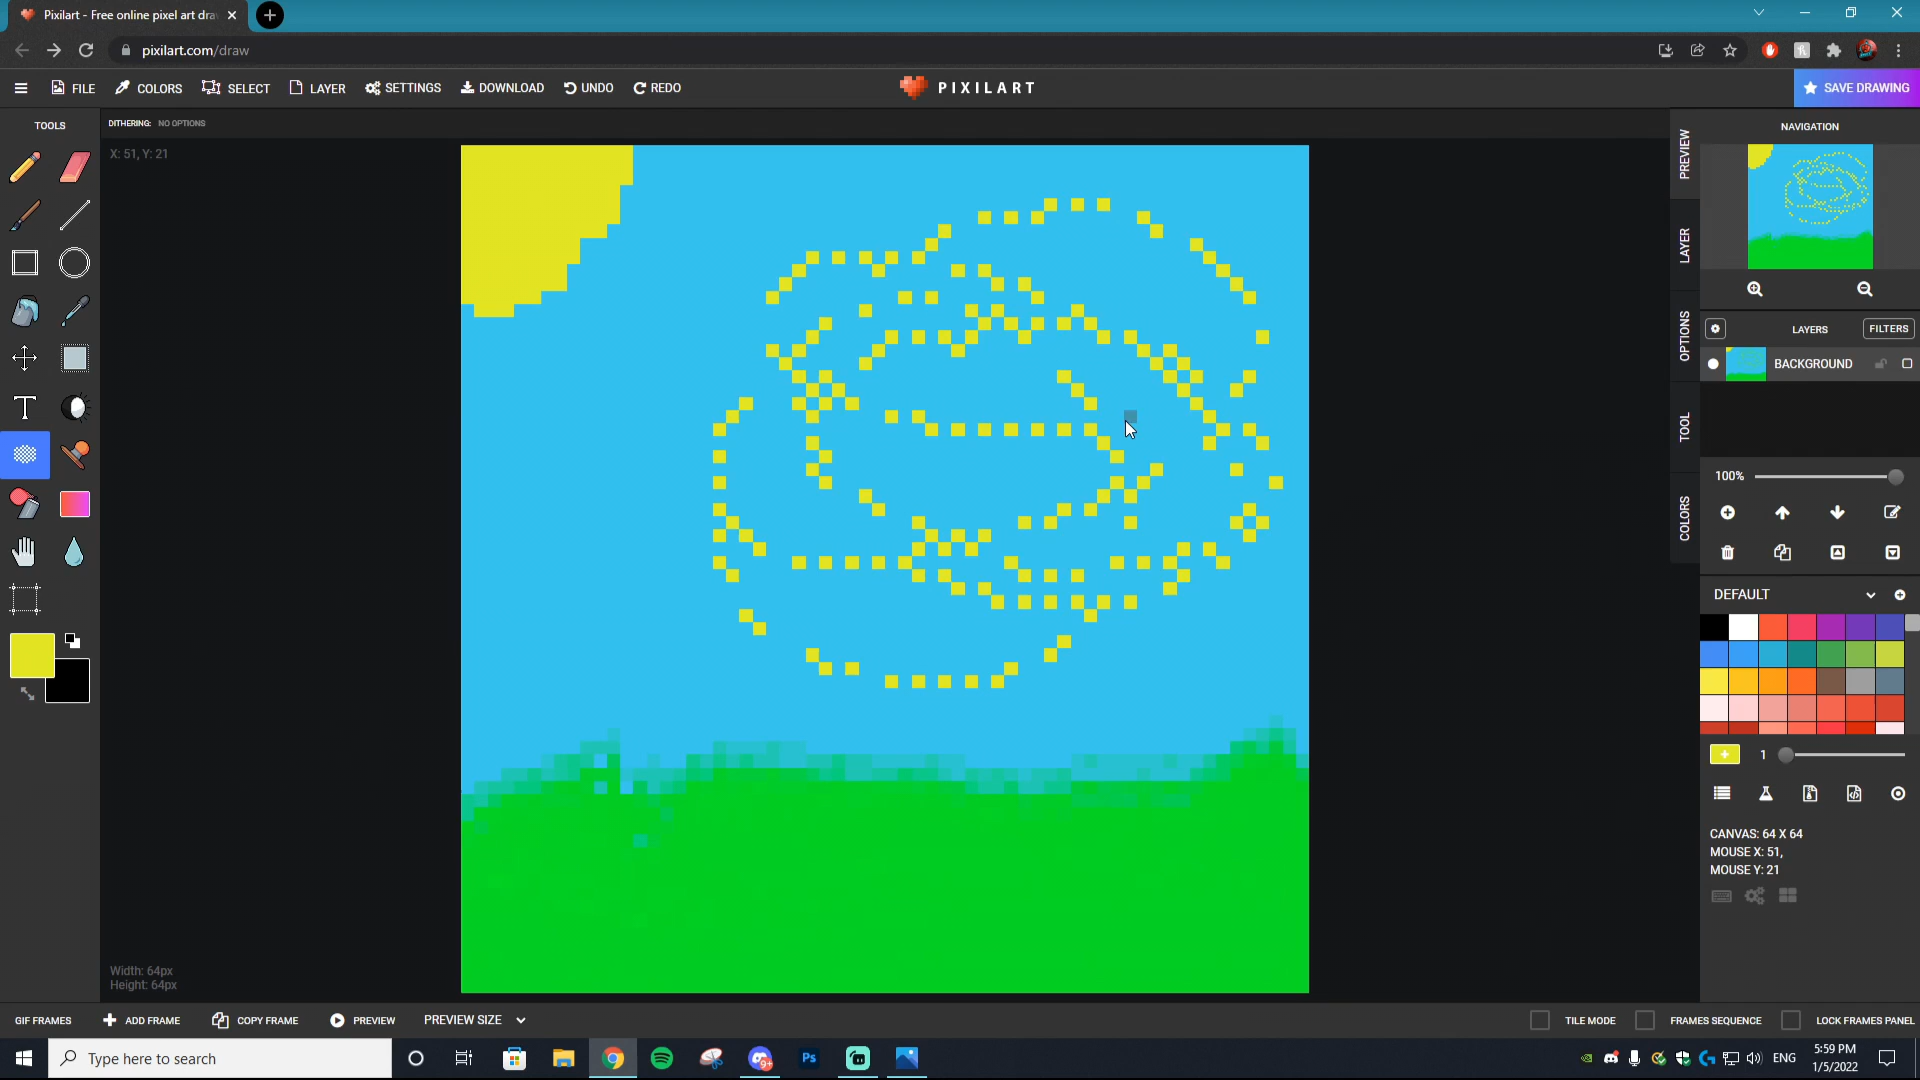 Pixilart - Free online pixel art dra
pixilart.com/draw
FILE
COLORS
SELECT
LAYER
SETTINGS
DOWNLOAD
UNDO
REDO
PIXILART
SAVE DRAWING
TOOLS
DITHERING: NO OPTIONS
X: 51, Y: 21
PREVIEW
LAYER
OPTIONS
TOOL
COLORS
NAVIGATION
LAYERS
FILTERS
BACKGROUND
100%
DEFAULT
1
CANVAS: 64 X 64
MOUSE X: 51,
MOUSE Y: 21
Width: 64px
Height: 64px
GIF FRAMES
ADD FRAME
COPY FRAME
PREVIEW
PREVIEW SIZE
TILE MODE
FRAMES SEQUENCE
LOCK FRAMES PANEL
Type here to search
9+
Ps
ENG
5:59 PM
1/5/2022